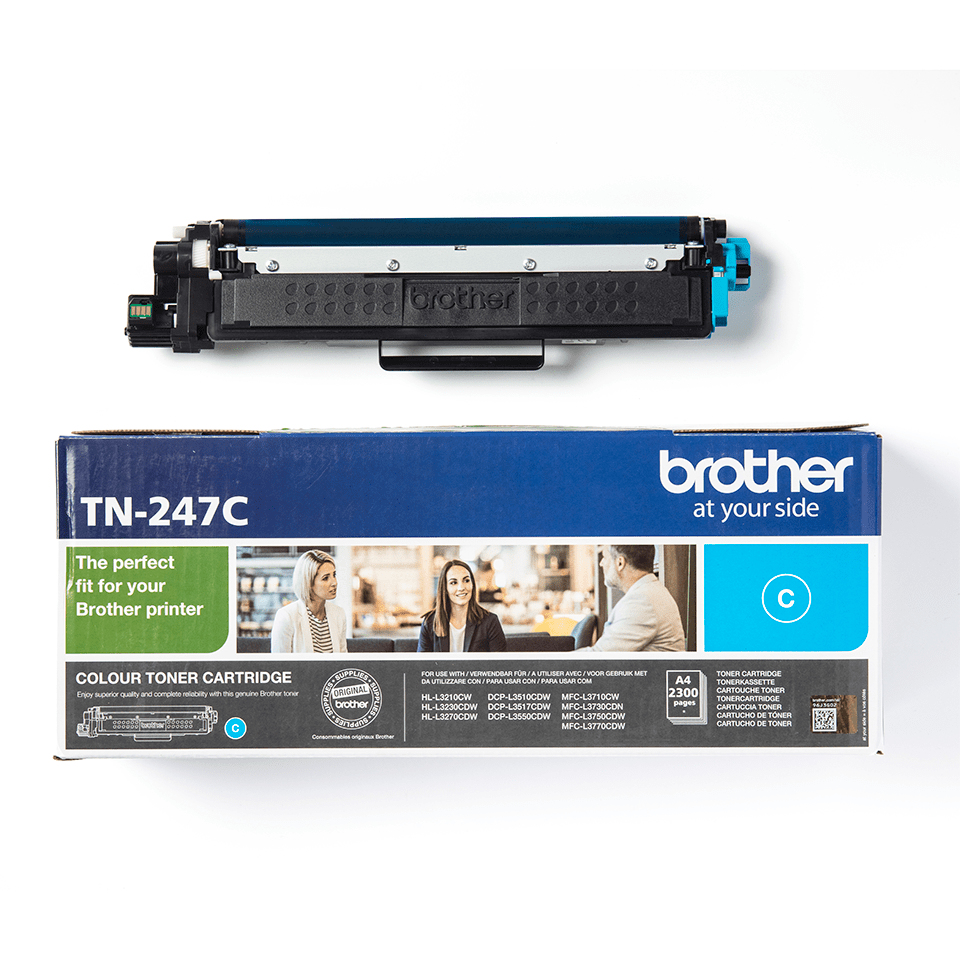 brother
brother
at your side
TN-247C
The perfect
fit for your
Brother printer
C
COLOUR TONER CARTRIDGE
Enjoy superior quality and complete reliability with this genuine Brother toner
C
SUPPLIES • SUPPLIES
ORIGINAL
brother
Consommables originaux Brother
FOR USE WITH / VERWENDBAR FÜR / A UTILISER AVEC / VOOR GEBRUIK MET
DA UTILIZZARE CON / PARA USAR CON / PARA USAR COM
HL-L3210CW DCP-L3510CDW MFC-L3710CW
HL-L3230CDW DCP-L3517CDW MFC-L3730CDN
HL-L3270CDW DCP-L3550CDW MFC-L3750CDW
MFC-L3770CDW
A4
2300
pages
TONER CARTRIDGE
TONERKASSETTE
CARTOUCHE TONER
TONERCARTRIDGE
CARTUCCIA TONER
CARTUCHO DE TÓNER
CARTUCHO DE TONER